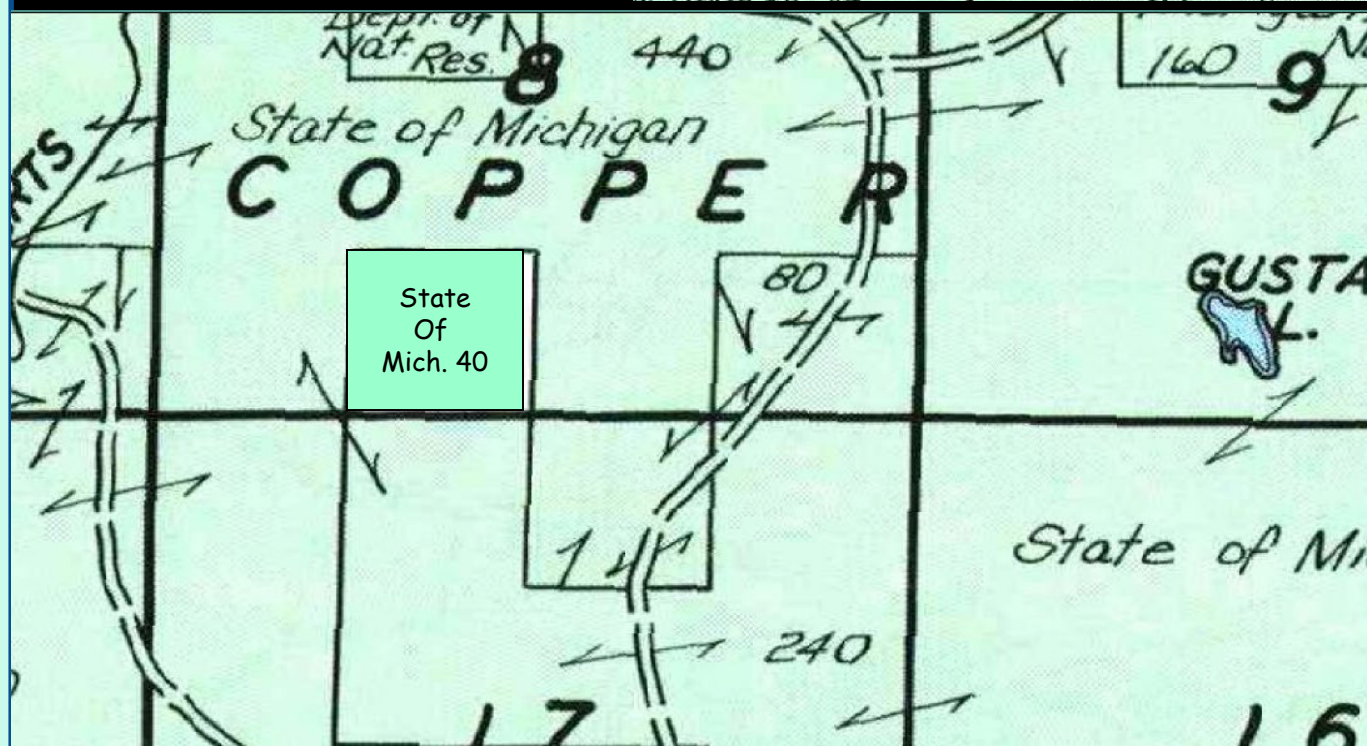 Dept. of
Nat. Res.
8
440
160
9
State of Michigan
COPPER
80
GUSTA
L.
State
Of
Mich. 40
State of Mi
240
17
16